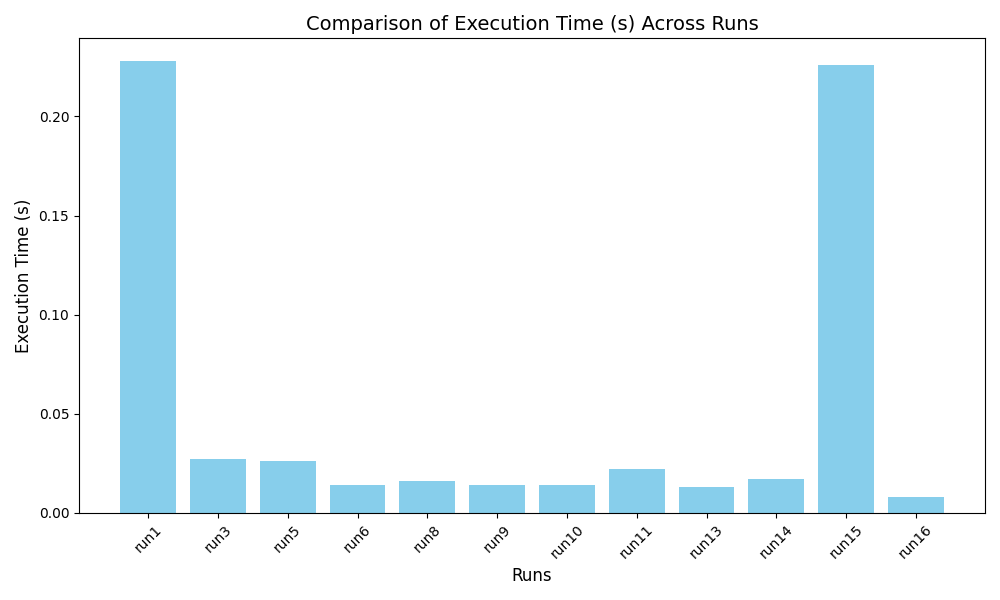 Comparison of Execution Time (s) Across Runs
Execution Time (s)
0.20
0.15
0.10
0.05
0.00
run1
run3
run5
run6
run8
run9
run10
run11
run13
run14
run15
run16
Runs